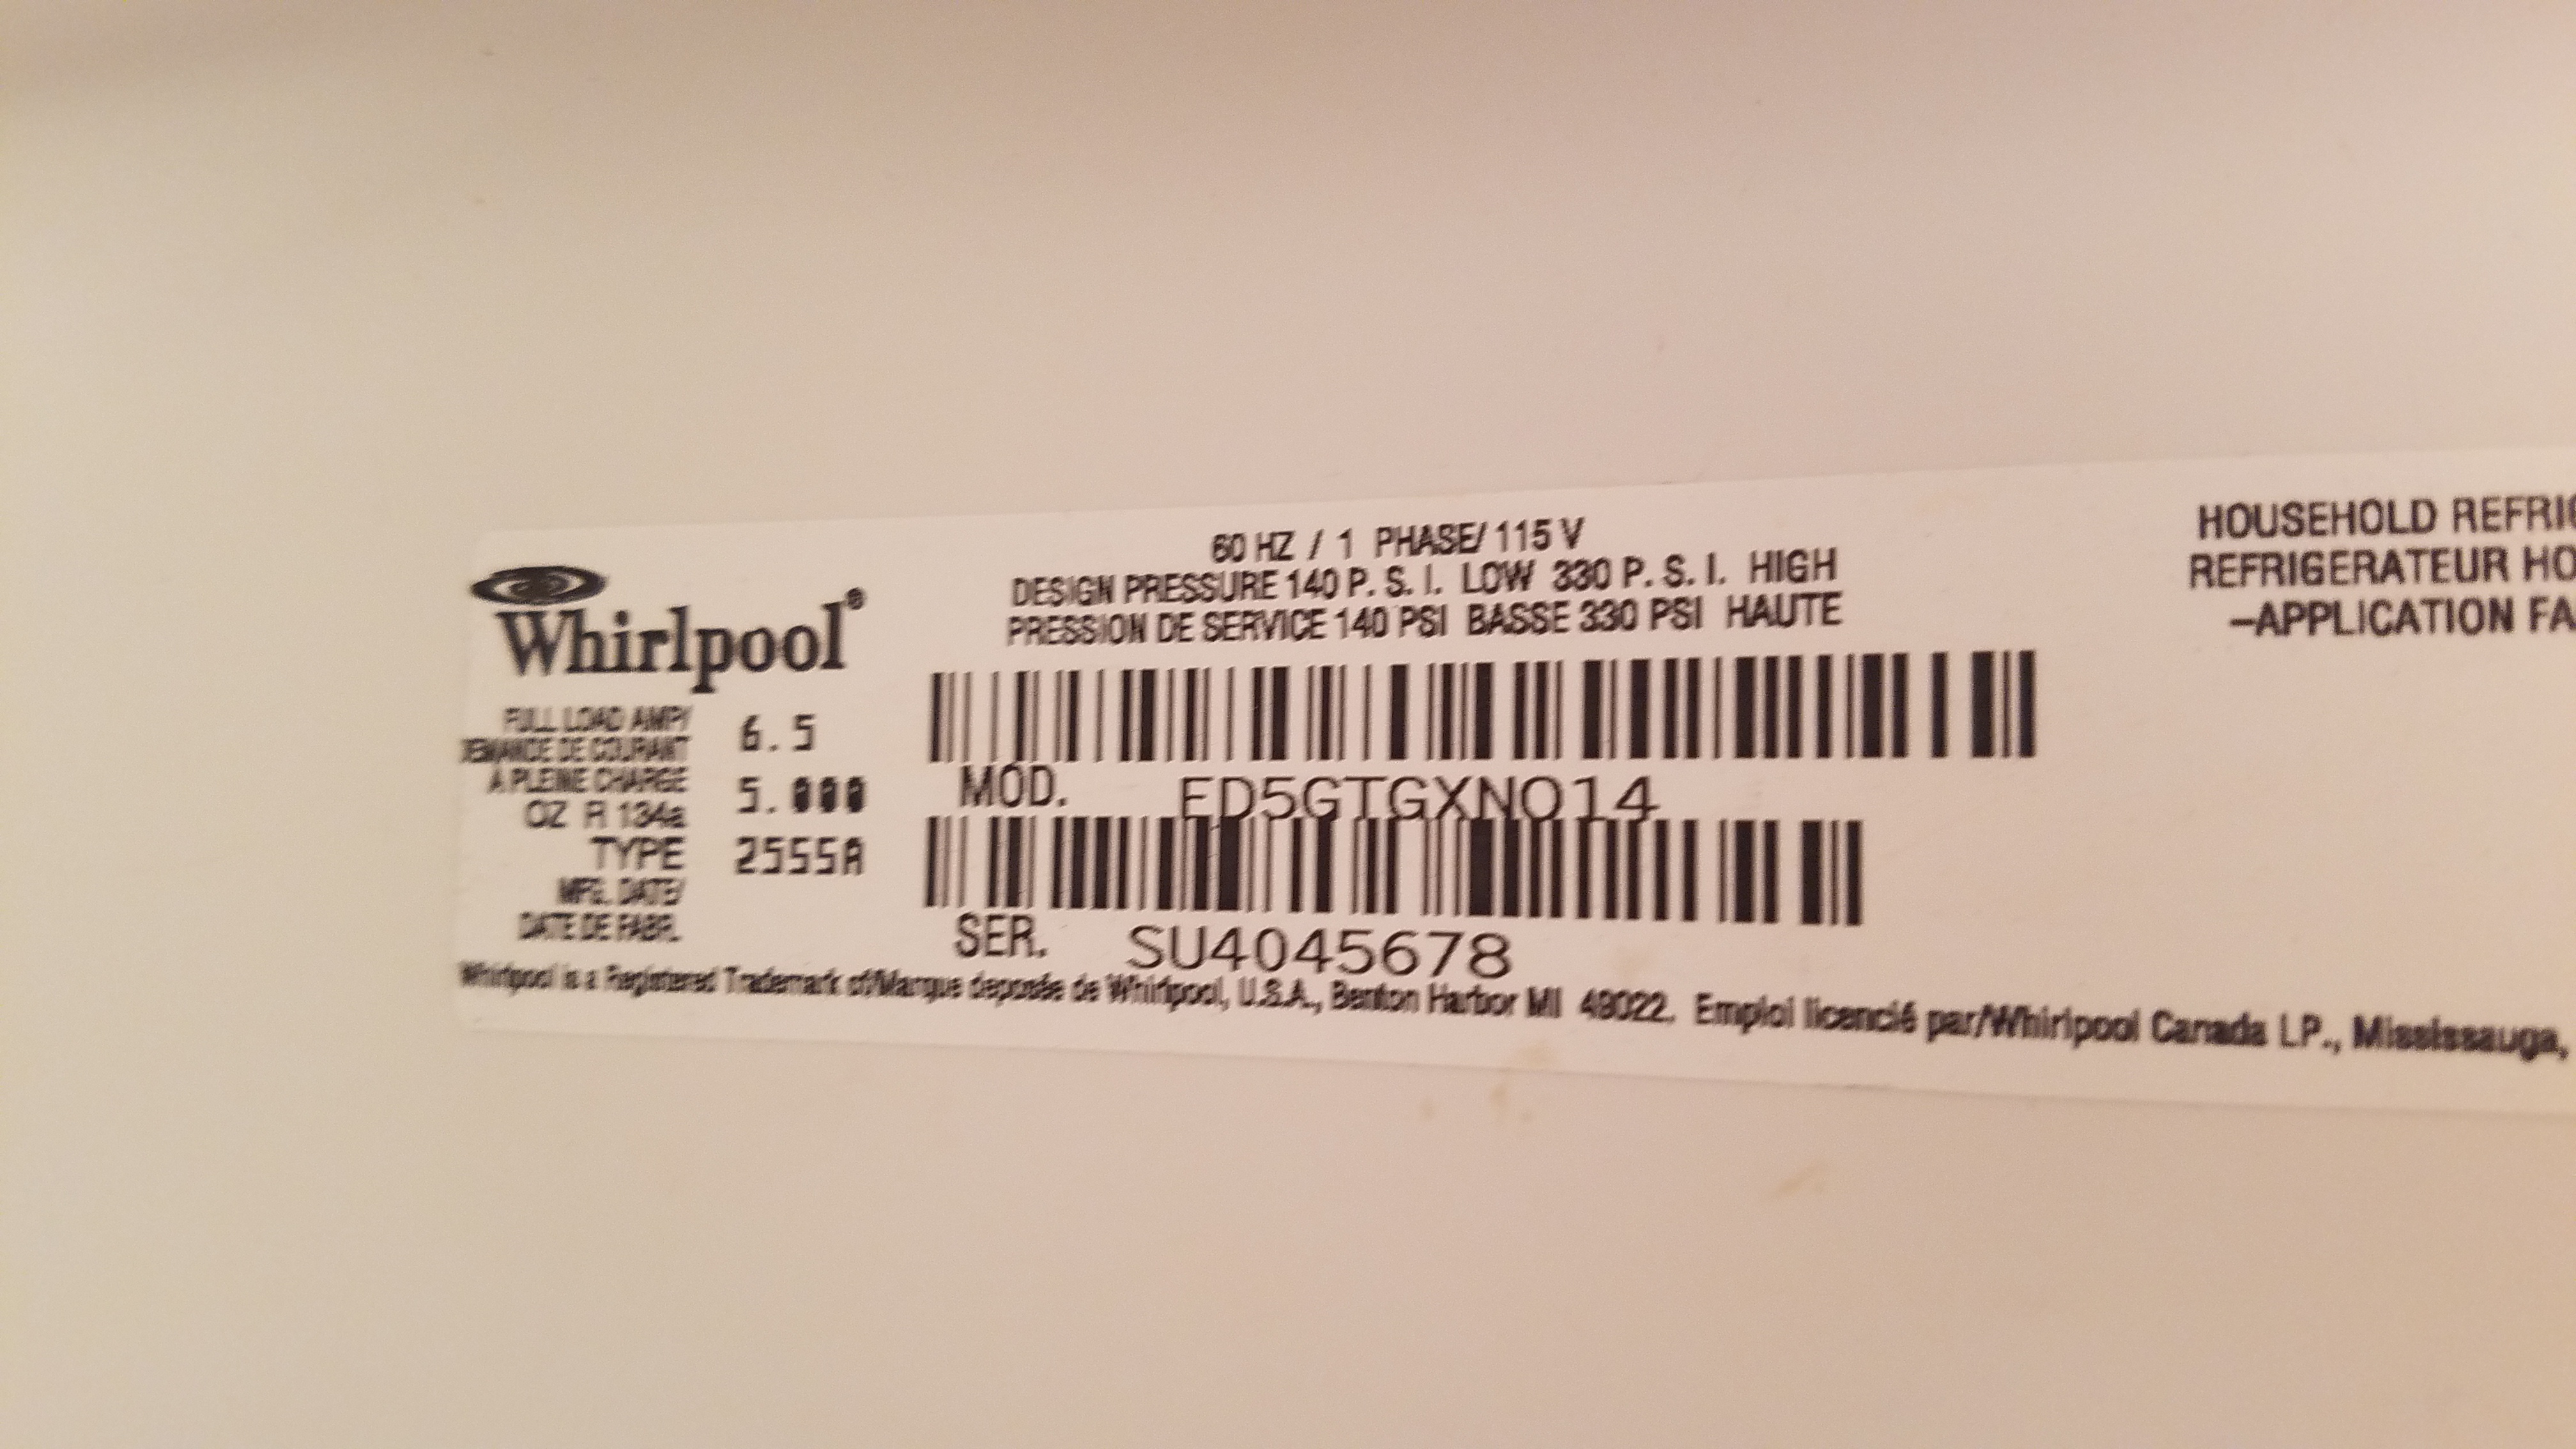 Whirlpool®
60 HZ / 1 PHASE/ 115 V
DESIGN PRESSURE 140 P. S. I. LOW 330 P. S. I. HIGH
PRESSION DE SERVICE 140 PSI BASSE 330 PSI HAUTE
HOUSEHOLD REFRIG
REFRIGERATEUR HO
–APPLICATION FA
FULL LOAD AMP/ 6.5
DEMANDE DE COURANT
A PLEINE CHARGE
OZ R 134a 5.000
TYPE 2555A
MFG. DATE/
DATE DE FABR.
MOD. ED5GTGXNQ14
SER. SU4045678
Whirlpool is a Registered Trademark of/Marque deposée de Whirlpool, U.S.A., Benton Harbor MI 49022. Emploi licencié par/Whirlpool Canada LP., Mississauga,